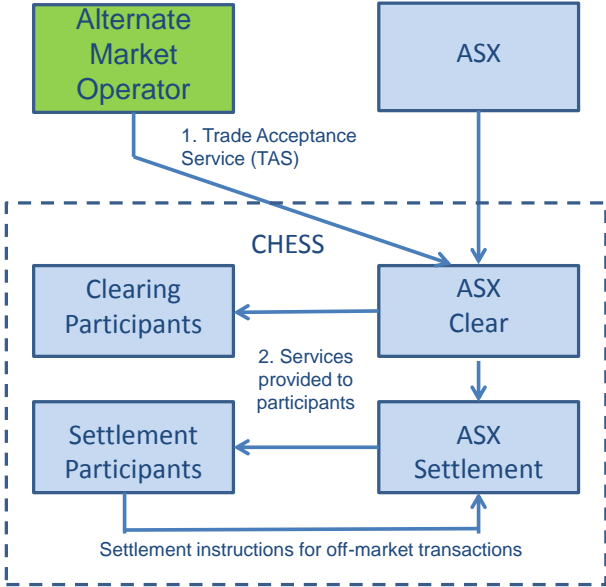 Alternate
Market
Operator
ASX
1. Trade Acceptance
Service (TAS)
CHESS
Clearing
Participants
ASX
Clear
2. Services
provided to
participants
Settlement
Participants
ASX
Settlement
Settlement instructions for off-market transactions